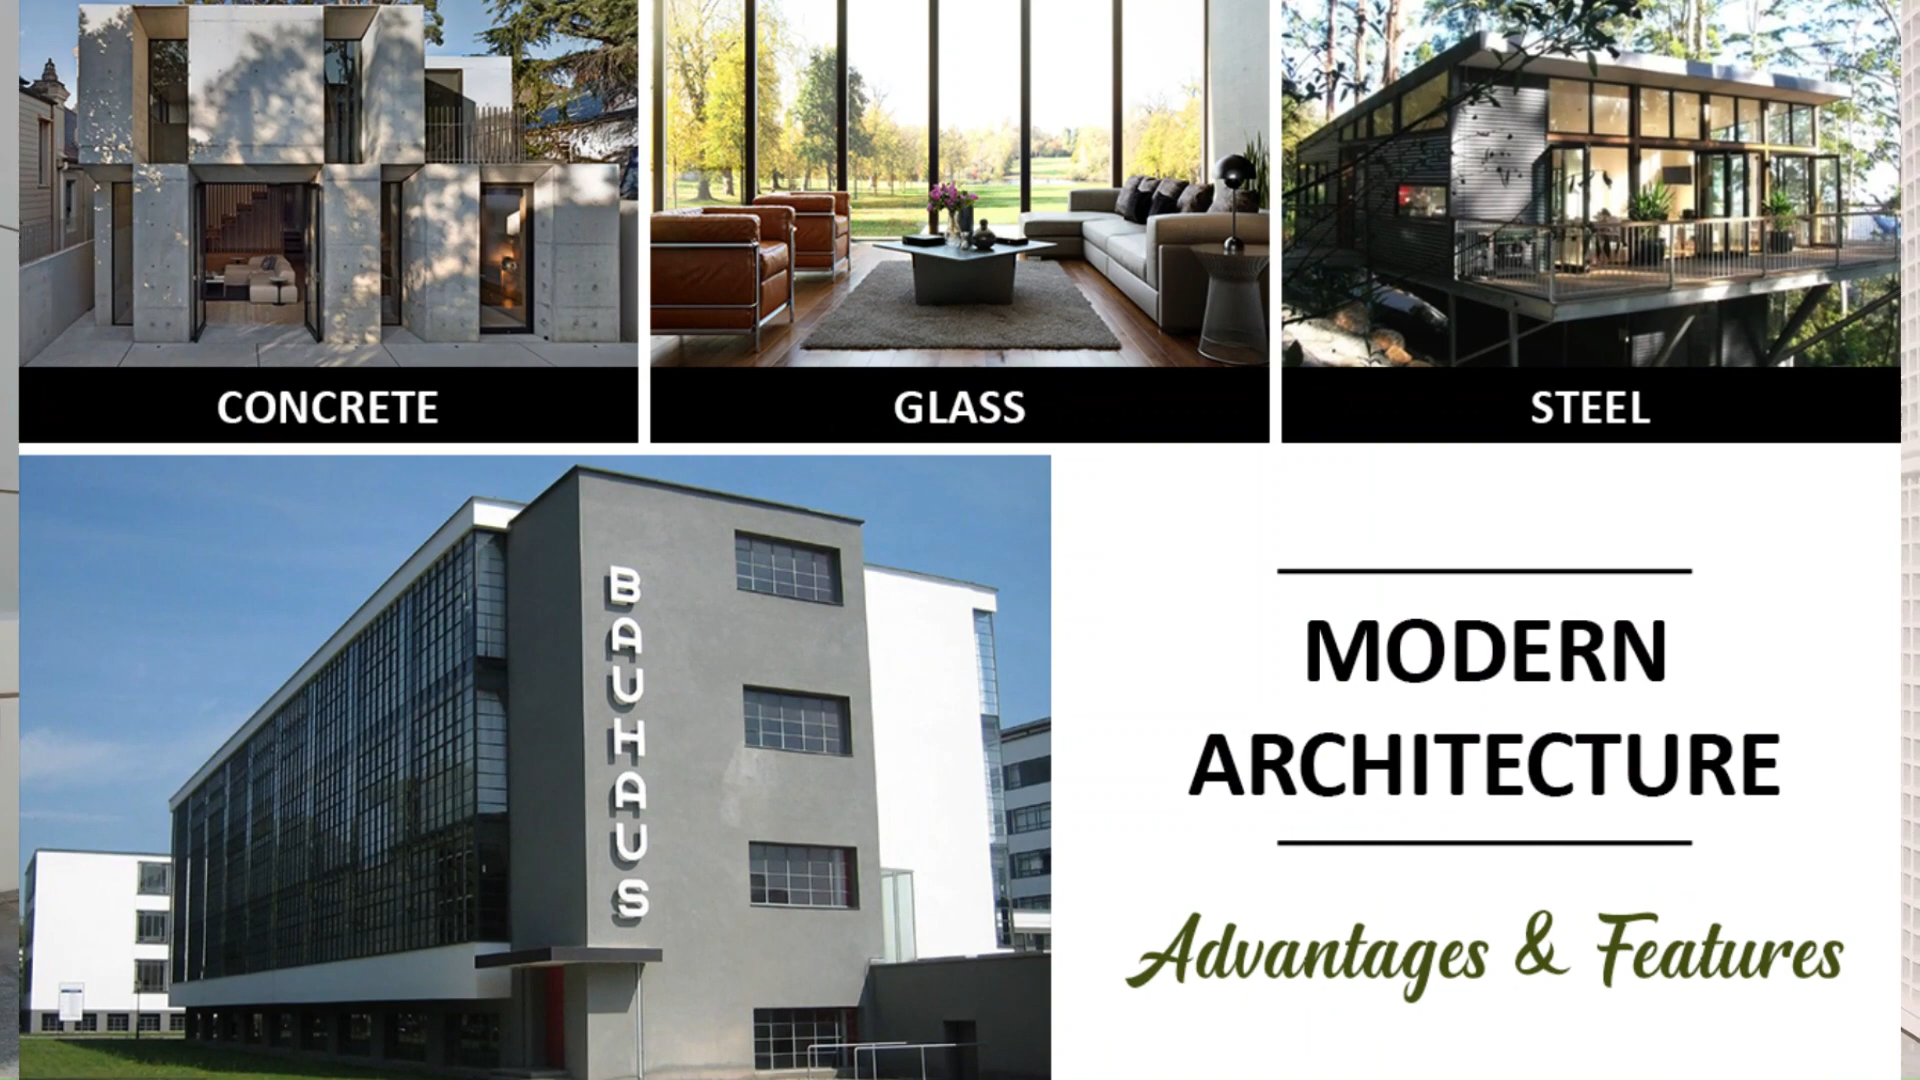 CONCRETE
GLASS
STEEL
BAUHAUS
MODERN
ARCHITECTURE
Advantages & Features